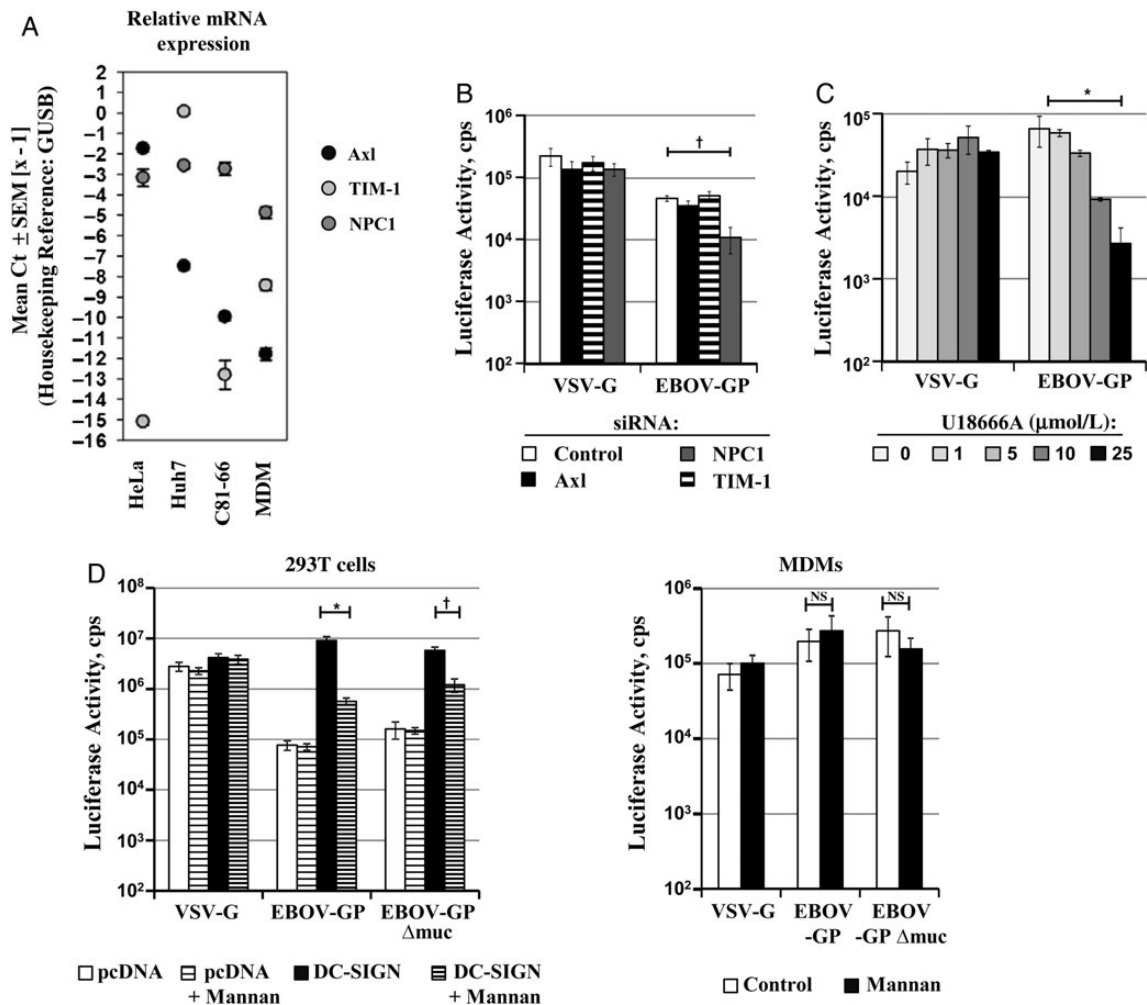 A
Relative mRNA
expression
Mean Ct ± SEM [x - 1]
(Housekeeping Reference: GUSB)
2
1
0
−1
−2
−3
−4
−5
−6
−7
−8
−9
−10
−11
−12
−13
−14
−15
−16
HeLa
Huh7
C81-66
MDM
Axl
TIM-1
NPC1
B
Luciferase Activity, cps
10⁶
10⁵
10⁴
10³
10²
†
VSV-G EBOV-GP
siRNA:
Control NPC1
Axl TIM-1
C
Luciferase Activity, cps
10⁵
10⁴
10³
10²
*
VSV-G EBOV-GP
U18666A (μmol/L):
0 1 5 10 25
D
293T cells
Luciferase Activity, cps
10⁸
10⁷
10⁶
10⁵
10⁴
10³
10²
* †
VSV-G EBOV-GP EBOV-GP
Δmuc
pcDNA pcDNA DC-SIGN DC-SIGN
+ Mannan + Mannan
MDMs
Luciferase Activity, cps
10⁶
10⁵
10⁴
10³
10²
NS NS
VSV-G EBOV EBOV
-GP -GP Δmuc
Control Mannan